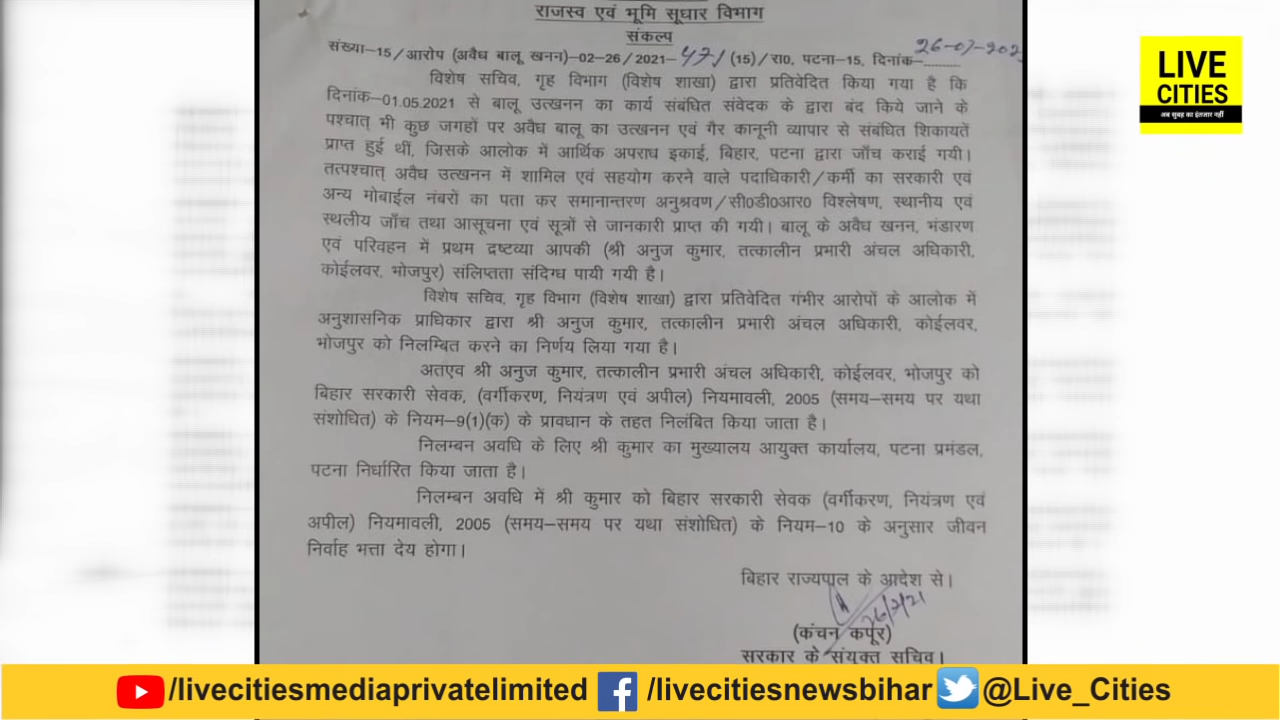 राजस्व एवं भूमि सुधार विभाग
संकल्प
संख्या–15/आरोप (अवैध बालू खनन)–02–26/2021– 471 (15)/रा0, पटना–15, दिनांक– 26-07-202
विशेष सचिव, गृह विभाग (विशेष शाखा) द्वारा प्रतिवेदित किया गया है कि
दिनांक–01.05.2021 से बालू उत्खनन का कार्य संबंधित संवेदक के द्वारा बंद किये जाने के
पश्चात् भी कुछ जगहों पर अवैध बालू का उत्खनन एवं गैर कानूनी व्यापार से संबंधित शिकायतें
प्राप्त हुई थीं, जिसके आलोक में आर्थिक अपराध इकाई, बिहार, पटना द्वारा जाँच कराई गयी।
तत्पश्चात् अवैध उत्खनन में शामिल एवं सहयोग करने वाले पदाधिकारी/कर्मी का सरकारी एवं
अन्य मोबाईल नंबरों का पता कर समानान्तरण अनुश्रवण/सी0डी0आर0 विश्लेषण, स्थानीय एवं
स्थलीय जाँच तथा आसूचना एवं सूत्रों से जानकारी प्राप्त की गयी। बालू के अवैध खनन, भंडारण
एवं परिवहन में प्रथम द्रष्टव्या आपकी (श्री अनुज कुमार, तत्कालीन प्रभारी अंचल अधिकारी,
कोईलवर, भोजपुर) संलिप्तता संदिग्ध पायी गयी है।
विशेष सचिव, गृह विभाग (विशेष शाखा) द्वारा प्रतिवेदित गंभीर आरोपों के आलोक में
अनुशासनिक प्राधिकार द्वारा श्री अनुज कुमार, तत्कालीन प्रभारी अंचल अधिकारी, कोईलवर,
भोजपुर को निलम्बित करने का निर्णय लिया गया है।
अतएव श्री अनुज कुमार, तत्कालीन प्रभारी अंचल अधिकारी, कोईलवर, भोजपुर को
बिहार सरकारी सेवक, (वर्गीकरण, नियंत्रण एवं अपील) नियमावली, 2005 (समय–समय पर यथा
संशोधित) के नियम–9(1)(क) के प्रावधान के तहत निलंबित किया जाता है।
निलम्बन अवधि के लिए श्री कुमार का मुख्यालय आयुक्त कार्यालय, पटना प्रमंडल,
पटना निर्धारित किया जाता है।
निलम्बन अवधि में श्री कुमार को बिहार सरकारी सेवक (वर्गीकरण, नियंत्रण एवं
अपील) नियमावली, 2005 (समय–समय पर यथा संशोधित) के नियम–10 के अनुसार जीवन
निर्वाह भत्ता देय होगा।
बिहार राज्यपाल के आदेश से।
26/7/21
(कंचन कपूर)
सरकार के संयुक्त सचिव।
LIVE
CITIES
अब सुबह का इंतजार नहीं
/livecitiesmediaprivatelimited /livecitiesnewsbihar @Live_Cities